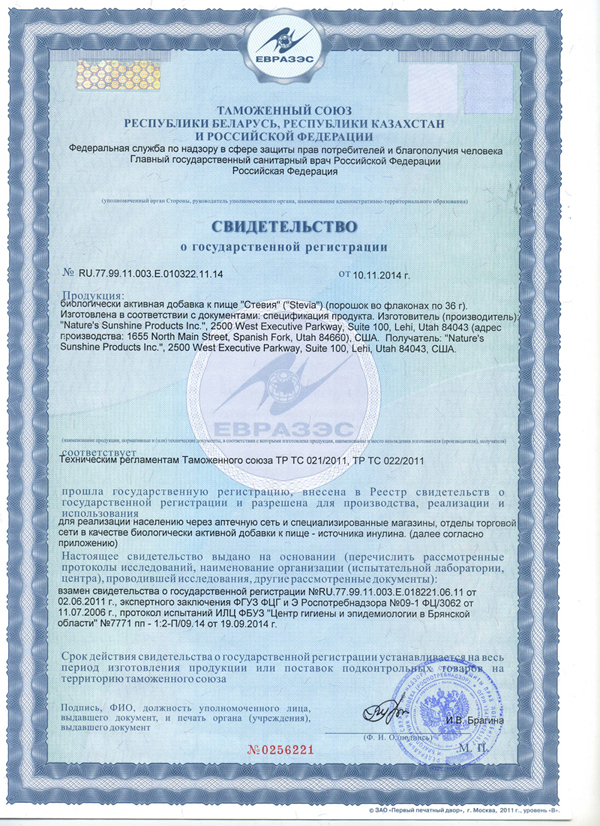 ЕВРАЗЭС
ТАМОЖЕННЫЙ СОЮЗ
РЕСПУБЛИКИ БЕЛАРУСЬ, РЕСПУБЛИКИ КАЗАХСТАН
И РОССИЙСКОЙ ФЕДЕРАЦИИ
Федеральная служба по надзору в сфере защиты прав потребителей и благополучия человека
Главный государственный санитарный врач Российской Федерации
Российская Федерация
(уполномоченный орган Стороны, руководитель уполномоченного органа, наименование административно-территориального образования)
СВИДЕТЕЛЬСТВО
о государственной регистрации
№ RU.77.99.11.003.Е.010322.11.14 от 10.11.2014 г.
Продукция:
биологически активная добавка к пище "Стевия" ("Stevia") (порошок во флаконах по 36 г).
Изготовлена в соответствии с документами: спецификация продукта. Изготовитель (производитель):
"Nature's Sunshine Products Inc.", 2500 West Executive Parkway, Suite 100, Lehi, Utah 84043 (адрес
производства: 1655 North Main Street, Spanish Fork, Utah 84660), США. Получатель: "Nature's
Sunshine Products Inc.", 2500 West Executive Parkway, Suite 100, Lehi, Utah 84043, США.
ЕВРАЗЭС
(наименование продукции, нормативные и (или) технические документы, в соответствии с которыми изготовлена продукция, наименование и место нахождения изготовителя (производителя), получателя)
соответствует
Техническим регламентам Таможенного союза ТР ТС 021/2011, ТР ТС 022/2011
прошла государственную регистрацию, внесена в Реестр свидетельств о
государственной регистрации и разрешена для производства, реализации и
использования
для реализации населению через аптечную сеть и специализированные магазины, отделы торговой
сети в качестве биологически активной добавки к пище - источника инулина. (далее согласно
приложению)
Настоящее свидетельство выдано на основании (перечислить рассмотренные
протоколы исследований, наименование организации (испытательной лаборатории,
центра), проводившей исследования, другие рассмотренные документы):
взамен свидетельства о государственной регистрации №RU.77.99.11.003.Е.018221.06.11 от
02.06.2011 г., экспертного заключения ФГУЗ ФЦГ и Э Роспотребнадзора №09-1 ФЦ/3062 от
11.07.2006 г., протокол испытаний ИЛЦ ФБУЗ "Центр гигиены и эпидемиологии в Брянской
области" №7771 пп - 1:2-П/09.14 от 19.09.2014 г.
Срок действия свидетельства о государственной регистрации устанавливается на весь
период изготовления продукции или поставок подконтрольных товаров на
территорию таможенного союза
Подпись, ФИО, должность уполномоченного лица,
выдавшего документ, и печать органа (учреждения),
выдавшего документ
И.В. Брагина
(Ф. И. О./подпись)
М. П.
№0256221
© ЗАО «Первый печатный двор», г. Москва, 2011 г., уровень «В».